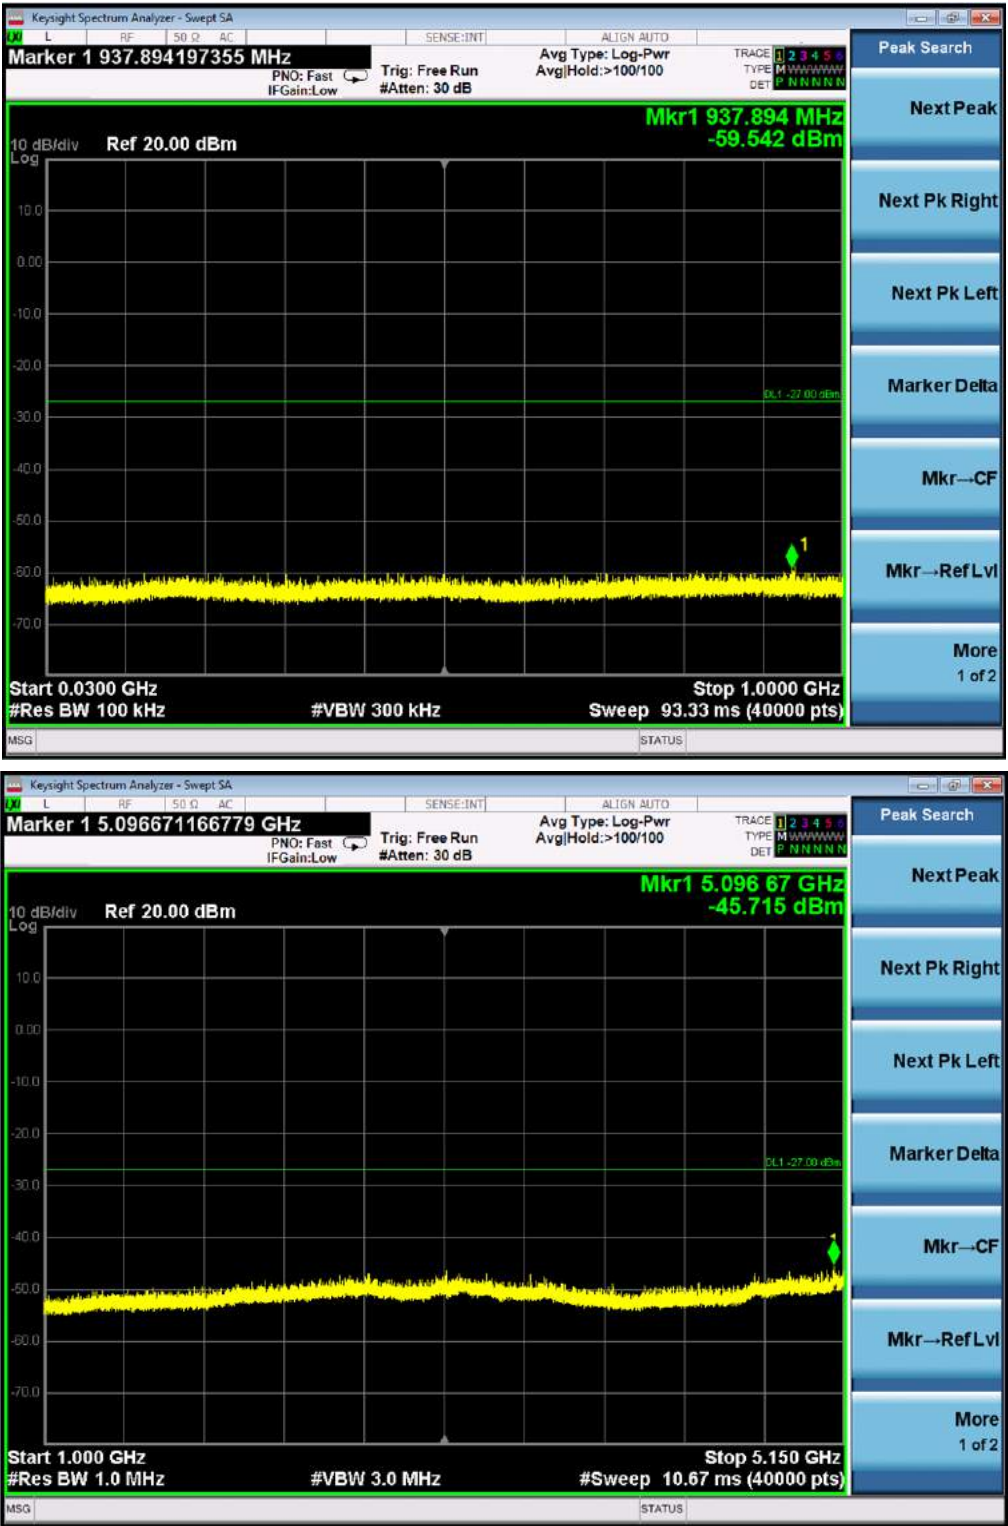 Keysight Spectrum Analyzer - Swept SA
LXI L RF 50 Ω AC SENSE:INT ALIGN AUTO
Marker 1 937.894197355 MHz
PNO: Fast
IFGain:Low
Trig: Free Run
#Atten: 30 dB
Avg Type: Log-Pwr
Avg|Hold:>100/100
TRACE 1 2 3 4 5 6
TYPE M WWWWW
DET P N N N N N
Peak Search
Mkr1 937.894 MHz
-59.542 dBm
10 dB/div Ref 20.00 dBm
Log
10.0
0.00
-10.0
-20.0
DL1 -27.00 dBm
-30.0
-40.0
-50.0
1
-60.0
-70.0
Start 0.0300 GHz Stop 1.0000 GHz
#Res BW 100 kHz #VBW 300 kHz Sweep 93.33 ms (40000 pts)
MSG STATUS
Next Peak
Next Pk Right
Next Pk Left
Marker Delta
Mkr→CF
Mkr→Ref Lvl
More
1 of 2
Keysight Spectrum Analyzer - Swept SA
LXI L RF 50 Ω AC SENSE:INT ALIGN AUTO
Marker 1 5.096671166779 GHz
PNO: Fast
IFGain:Low
Trig: Free Run
#Atten: 30 dB
Avg Type: Log-Pwr
Avg|Hold:>100/100
TRACE 1 2 3 4 5 6
TYPE M WWWWW
DET P N N N N N
Peak Search
Mkr1 5.096 67 GHz
-45.715 dBm
10 dB/div Ref 20.00 dBm
Log
10.0
0.00
-10.0
-20.0
DL1 -27.00 dBm
-30.0
-40.0
-50.0
-60.0
-70.0
Start 1.000 GHz Stop 5.150 GHz
#Res BW 1.0 MHz #VBW 3.0 MHz #Sweep 10.67 ms (40000 pts)
MSG STATUS
Next Peak
Next Pk Right
Next Pk Left
Marker Delta
Mkr→CF
Mkr→Ref Lvl
More
1 of 2